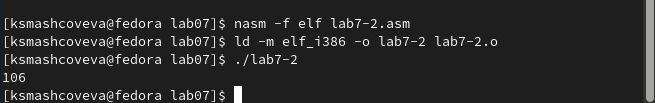 [ksmashcoveva@fedora lab07]$ nasm -f elf lab7-2.asm
[ksmashcoveva@fedora lab07]$ ld -m elf_i386 -o lab7-2 lab7-2.o
[ksmashcoveva@fedora lab07]$ ./lab7-2
106
[ksmashcoveva@fedora lab07]$